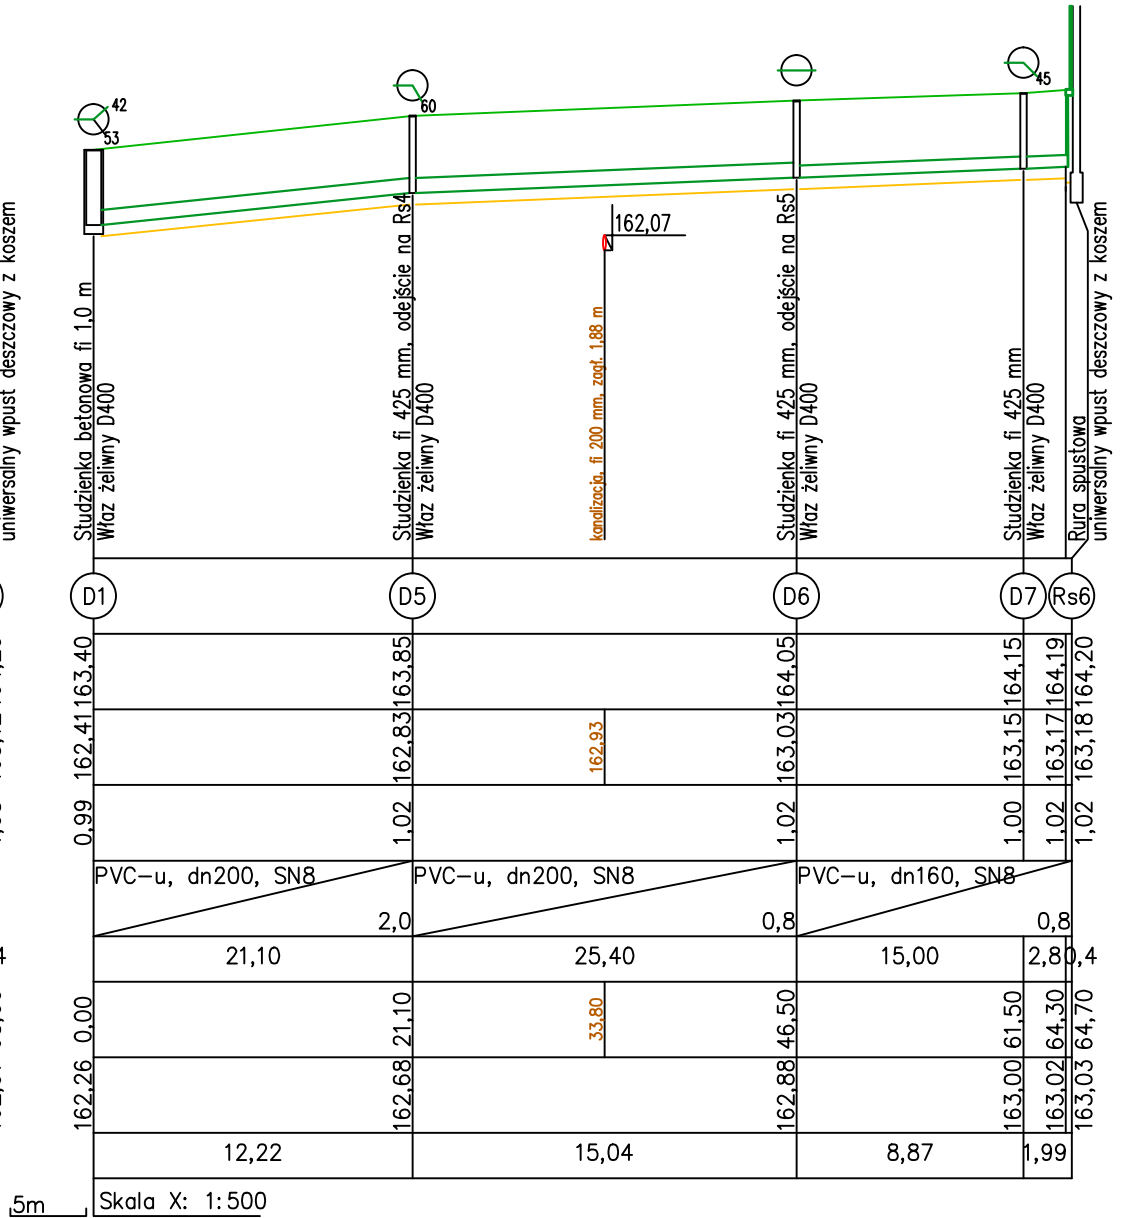 42
53
60
45
162,07
uniwersalny wpust deszczowy z koszem
Studzienka betonowa fi 1,0 m
Właz żeliwny D400
Studzienka fi 425 mm, odejście na Rs4
Właz żeliwny D400
kanalizacja, fi 200 mm, zagł. 1,88 m
Studzienka fi 425 mm, odejście na Rs5
Właz żeliwny D400
Studzienka fi 425 mm
Właz żeliwny D400
Rura spustowa
uniwersalny wpust deszczowy z koszem
D1 D5 D6 D7 Rs6
163,40 163,85 164,05 164,15 164,19 164,20
162,41 162,83 162,93 163,03 163,15 163,17 163,18
0,99 1,02 1,02 1,00 1,02 1,02
PVC-u, dn200, SN8 PVC-u, dn200, SN8 PVC-u, dn160, SN8
2,0 0,8 0,8
21,10 25,40 15,00 2,8 0,4
0,00 21,10 33,80 46,50 61,50 64,30 64,70
162,26 162,68 162,88 163,00 163,02 163,03
12,22 15,04 8,87 1,99
5m Skala X: 1:500